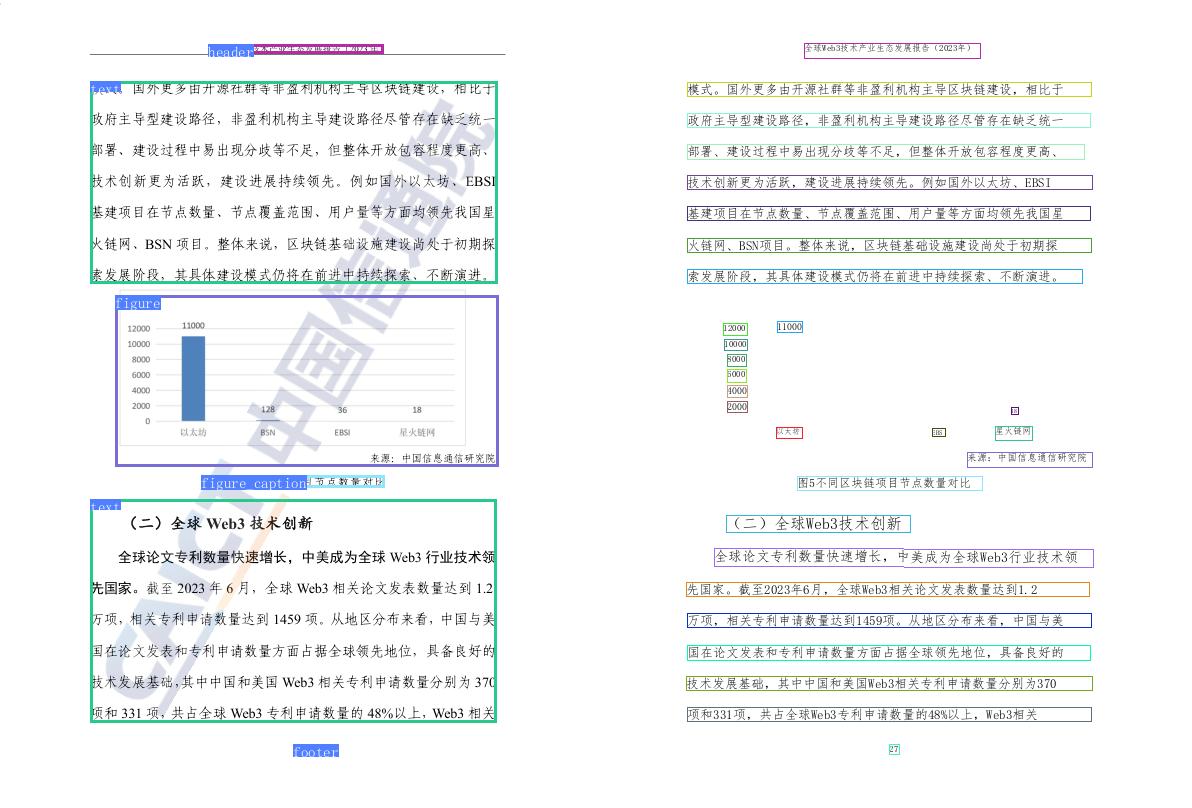 header
text
国外更多由开源社群等非盈利机构主导区块链建设，相比于
政府主导型建设路径，非盈利机构主导建设路径尽管存在缺乏统一
部署、建设过程中易出现分歧等不足，但整体开放包容程度更高、
技术创新更为活跃，建设进展持续领先。例如国外以太坊、EBSI
基建项目在节点数量、节点覆盖范围、用户量等方面均领先我国星
火链网、BSN 项目。整体来说，区块链基础设施建设尚处于初期探
索发展阶段，其具体建设模式仍将在前进中持续探索、不断演进。
figure
11000
12000
10000
8000
6000
4000
2000
0
128
36
18
以太坊
BSN
EBSI
星火链网
来源：中国信息通信研究院
figure caption
节点数量对比
text
（二）全球 Web3 技术创新
全球论文专利数量快速增长，中美成为全球 Web3 行业技术领
先国家。截至 2023 年 6 月，全球 Web3 相关论文发表数量达到 1.2
万项，相关专利申请数量达到 1459 项。从地区分布来看，中国与美
国在论文发表和专利申请数量方面占据全球领先地位，具备良好的
技术发展基础，其中中国和美国 Web3 相关专利申请数量分别为 370
项和 331 项，共占全球 Web3 专利申请数量的 48%以上，Web3 相关
footer
CAICT 中国信通院
全球Web3技术产业生态发展报告（2023年）
模式。国外更多由开源社群等非盈利机构主导区块链建设，相比于
政府主导型建设路径，非盈利机构主导建设路径尽管存在缺乏统一
部署、建设过程中易出现分歧等不足，但整体开放包容程度更高、
技术创新更为活跃，建设进展持续领先。例如国外以太坊、EBSI
基建项目在节点数量、节点覆盖范围、用户量等方面均领先我国星
火链网、BSN项目。整体来说，区块链基础设施建设尚处于初期探
索发展阶段，其具体建设模式仍将在前进中持续探索、不断演进。
12000
11000
10000
8000
6000
4000
2000
18
以太坊
EBS
星火链网
来源：中国信息通信研究院
图5不同区块链项目节点数量对比
（二）全球Web3技术创新
全球论文专利数量快速增长，中美成为全球Web3行业技术领
先国家。截至2023年6月，全球Web3相关论文发表数量达到1.2
万项，相关专利申请数量达到1459项。从地区分布来看，中国与美
国在论文发表和专利申请数量方面占据全球领先地位，具备良好的
技术发展基础，其中中国和美国Web3相关专利申请数量分别为370
项和331项，共占全球Web3专利申请数量的48%以上，Web3相关
27